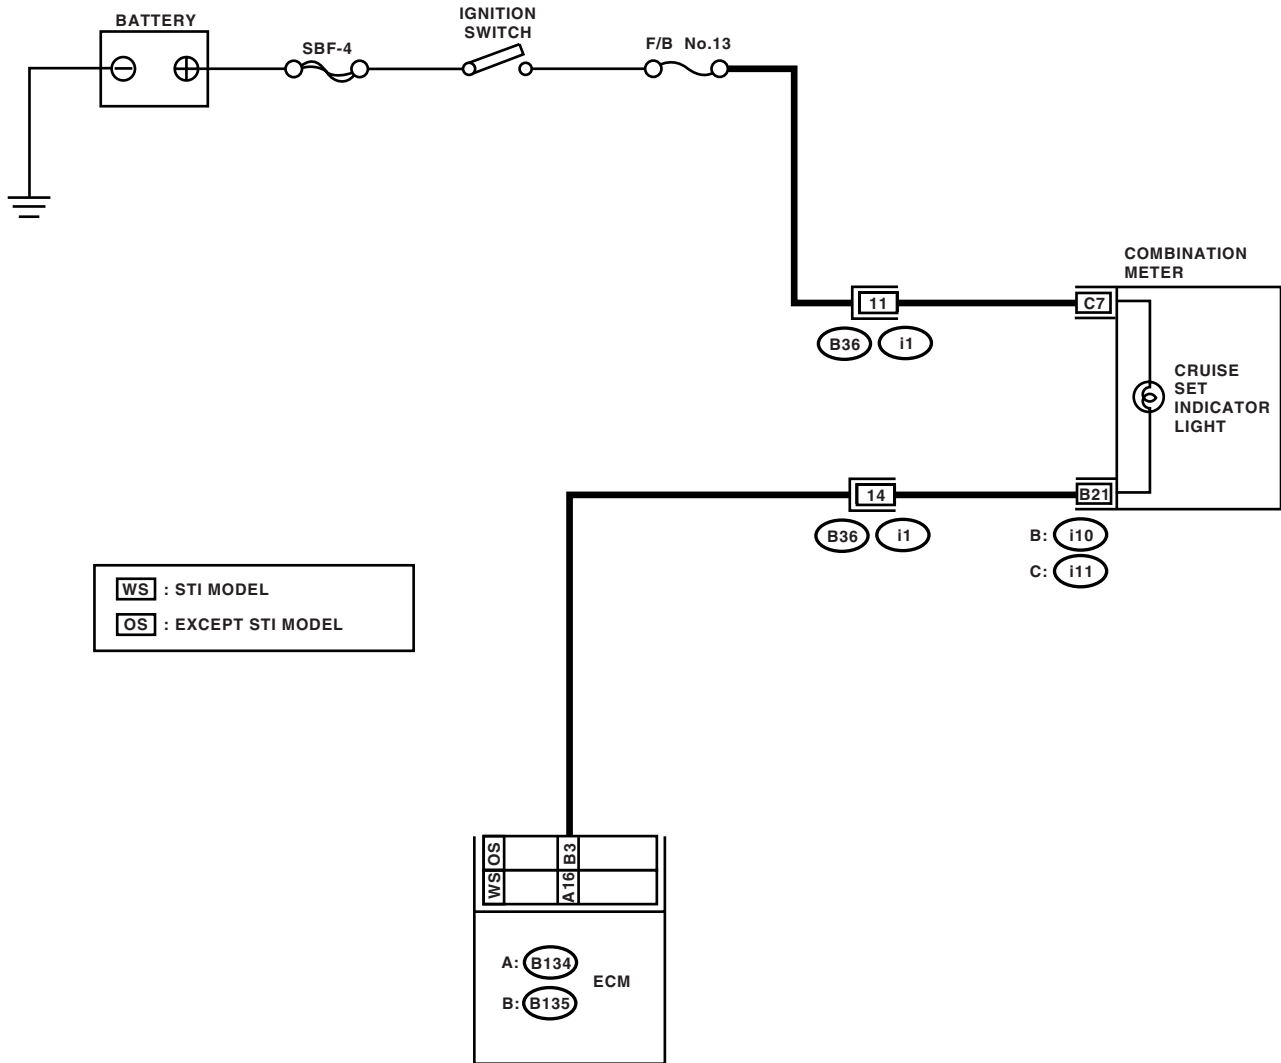 BATTERY
IGNITION
SWITCH
SBF-4
F/B No.13
COMBINATION
METER
11
C7
B36
i1
CRUISE
SET
INDICATOR
LIGHT
14
B21
B36
i1
B: i10
C: i11
WS : STI MODEL
OS : EXCEPT STI MODEL
OS
B3
WS
A16
A: B134
ECM
B: B135